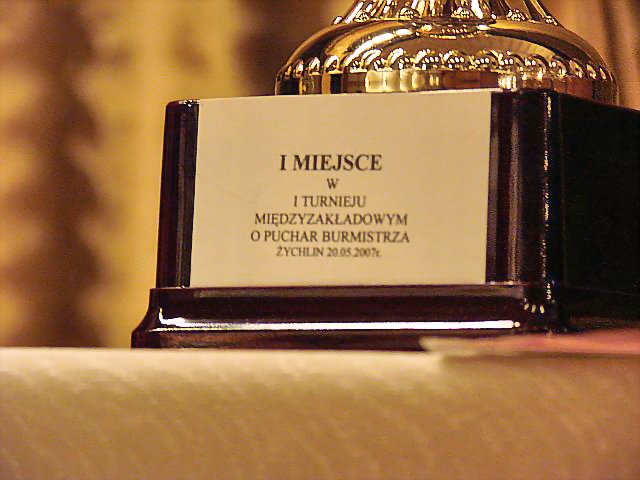 I MIEJSCE
W
I TURNIEJU
MIĘDZYZAKŁADOWYM
O PUCHAR BURMISTRZA
ŻYCHLIN 20.05.2007r.